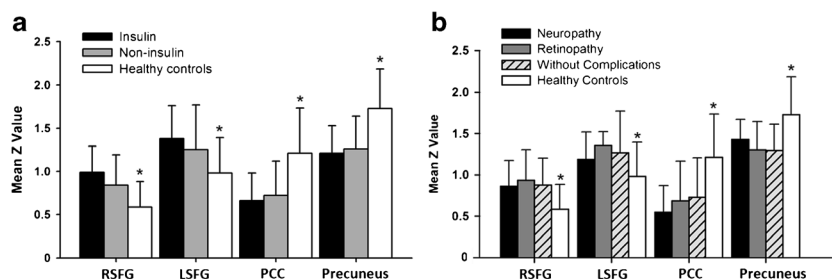 a
Insulin
Non-insulin
Healthy controls
Mean Z Value
2.5
2.0
1.5
1.0
0.5
0
*
*
*
*
RSFG LSFG PCC Precuneus
b
Neuropathy
Retinopathy
Without Complications
Healthy Controls
Mean Z Value
2.5
2.0
1.5
1.0
0.5
0.0
*
*
*
*
RSFG LSFG PCC Precuneus